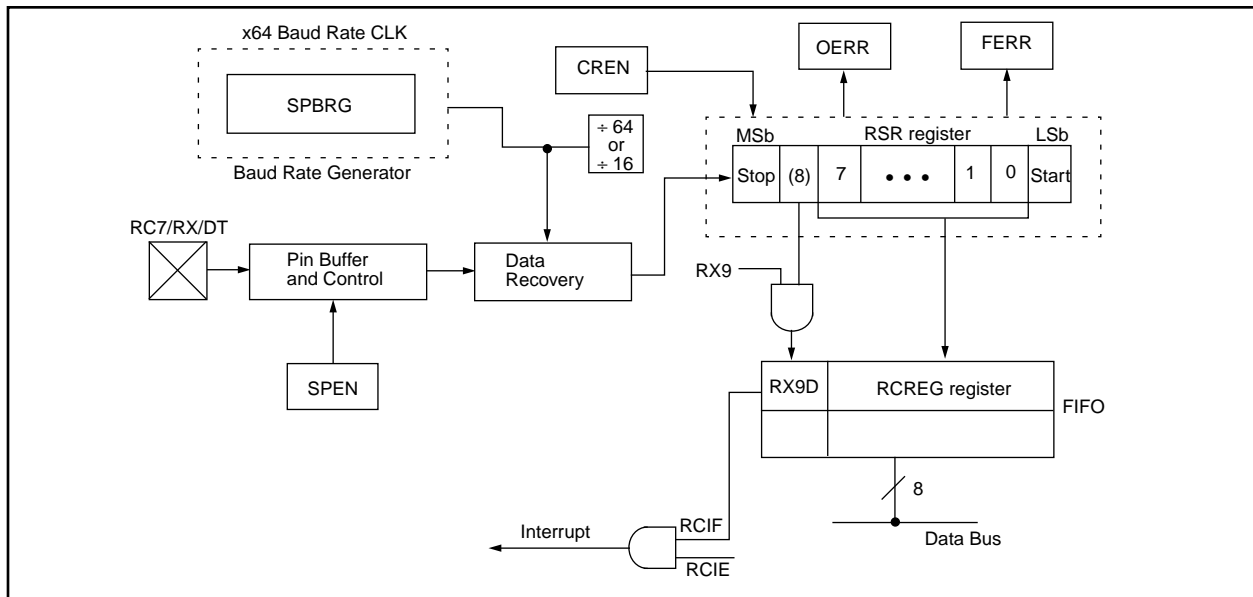 x64 Baud Rate CLK
SPBRG
Baud Rate Generator
CREN
OERR
FERR
÷ 64
or
÷ 16
MSb
RSR register
LSb
Stop
(8)
7
• • •
1
0
Start
RC7/RX/DT
Pin Buffer
and Control
Data
Recovery
SPEN
RX9
RX9D
RCREG register
FIFO
8
Data Bus
Interrupt
RCIF
RCIE